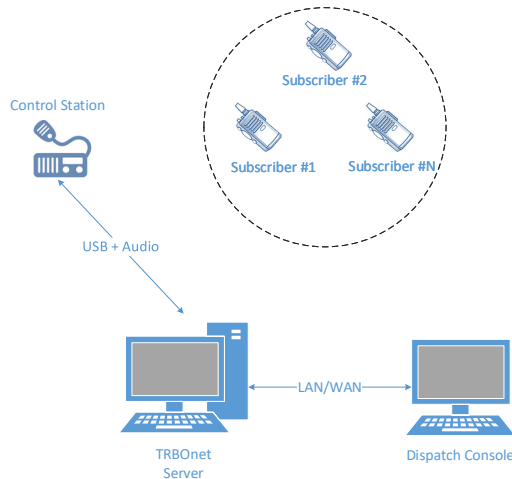 Subscriber #2
Control Station
Subscriber #1
Subscriber #N
USB + Audio
LAN/WAN
TRBOnet
Server
Dispatch Console